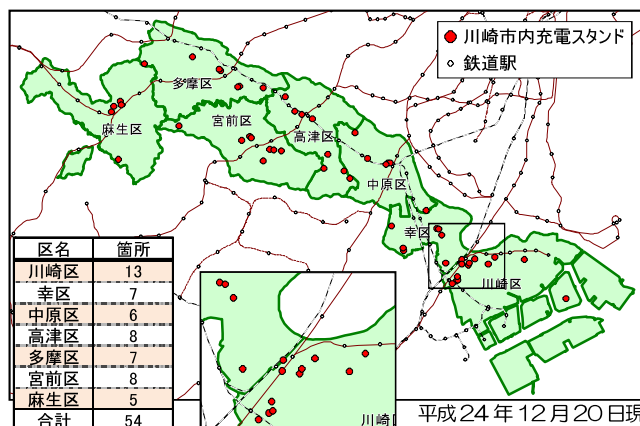 川崎市内充電スタンド
鉄道駅
多摩区
宮前区
高津区
麻生区
中原区
幸区
川崎区
区名 箇所
川崎区 13
幸区 7
中原区 6
高津区 8
多摩区 7
宮前区 8
麻生区 5
合計 54
川崎
平成24年12月20日現